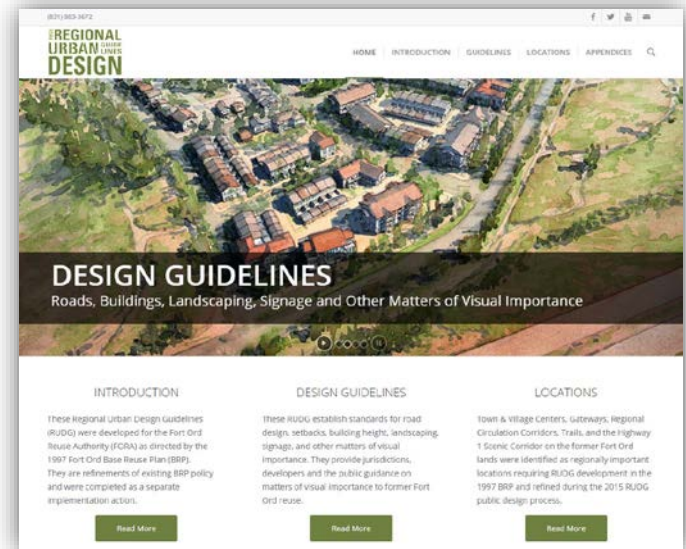 (831) 883-3672
REGIONAL
URBAN GUIDE LINES
DESIGN
HOME INTRODUCTION GUIDELINES LOCATIONS APPENDICES
DESIGN GUIDELINES
Roads, Buildings, Landscaping, Signage and Other Matters of Visual Importance
INTRODUCTION
These Regional Urban Design Guidelines
(RUDG) were developed for the Fort Ord
Reuse Authority (FORA) as directed by the
1997 Fort Ord Base Reuse Plan (BRP).
They are refinements of existing BRP policy
and were completed as a separate
implementation action.
Read More
DESIGN GUIDELINES
These RUDG establish standards for road
design, setbacks, building height, landscaping,
signage, and other matters of visual
importance. They provide jurisdictions,
developers and the public guidance on
matters of visual importance to former Fort
Ord reuse.
Read More
LOCATIONS
Town & Village Centers, Gateways, Regional
Circulation Corridors, Trails, and the Highway
1 Scenic Corridor on the former Fort Ord
lands were identified as regionally important
locations requiring RUDG development in the
1997 BRP and refined during the 2015 RUDG
public design process.
Read More